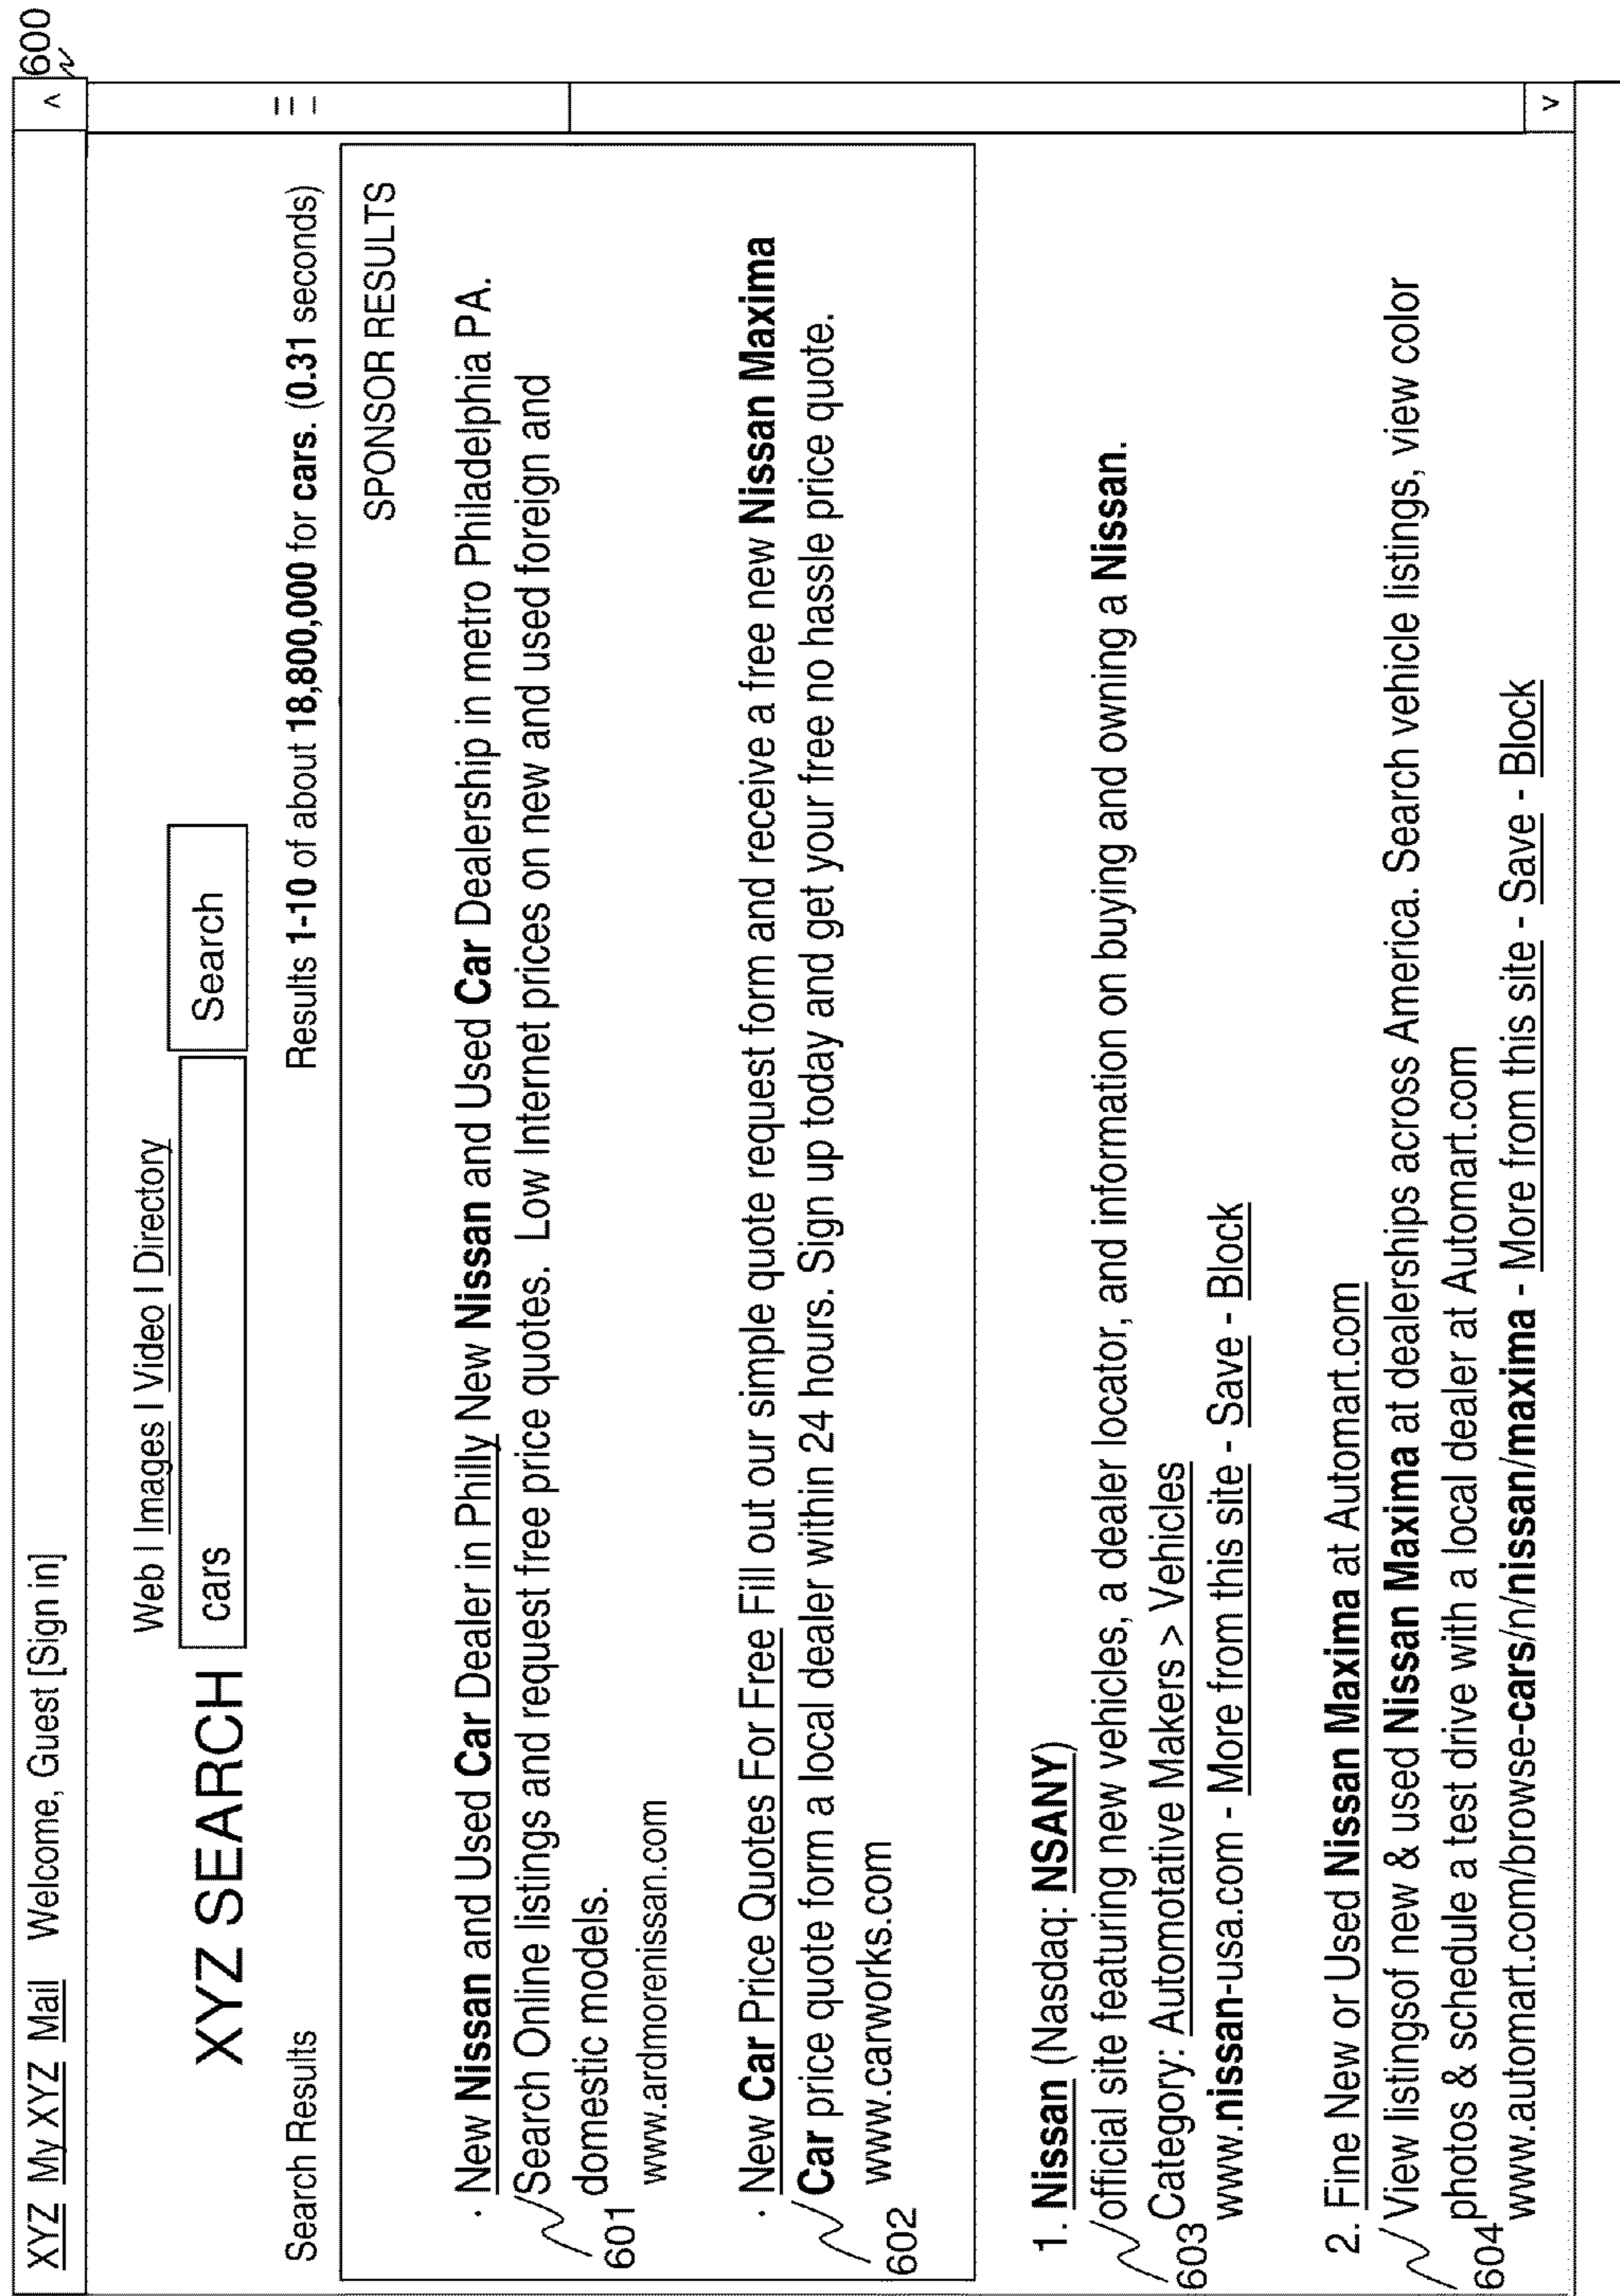 600
XYZ My XYZ Mail Welcome, Guest [Sign in] ^
Web | Images | Video | Directory
XYZ SEARCH cars Search
Search Results Results 1-10 of about 18,800,000 for cars. (0.31 seconds)
SPONSOR RESULTS
· New Nissan and Used Car Dealer in Philly New Nissan and Used Car Dealership in metro Philadelphia PA.
Search Online listings and request free price quotes. Low Internet prices on new and used foreign and
domestic models.
601
www.ardmorenissan.com
· New Car Price Quotes For Free Fill out our simple quote request form and receive a free new Nissan Maxima
Car price quote form a local dealer within 24 hours. Sign up today and get your free no hassle price quote.
www.carworks.com
602
1. Nissan (Nasdaq: NSANY)
official site featuring new vehicles, a dealer locator, and information on buying and owning a Nissan.
Category: Automotative Makers > Vehicles
603
www.nissan-usa.com - More from this site - Save - Block
2. Fine New or Used Nissan Maxima at Automart.com
View listingsof new & used Nissan Maxima at dealerships across America. Search vehicle listings, view color
photos & schedule a test drive with a local dealer at Automart.com
604
www.automart.com/browse-cars/n/nissan/maxima - More from this site - Save - Block
v